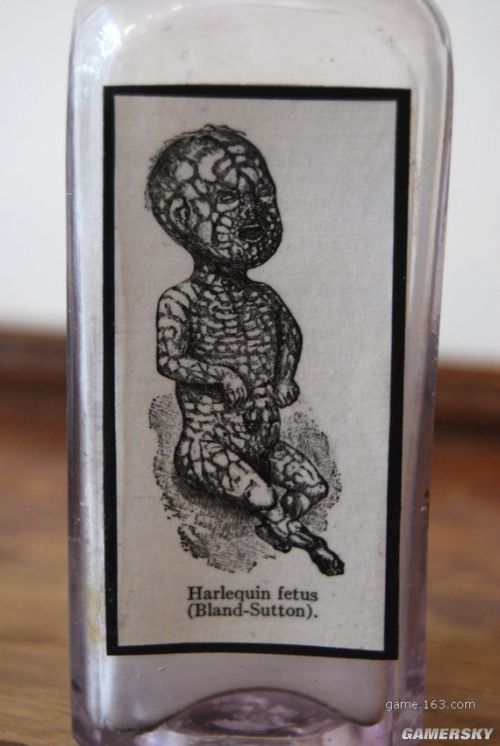 Harlequin fetus
(Bland-Sutton).
game.163.com
GAMERSKY